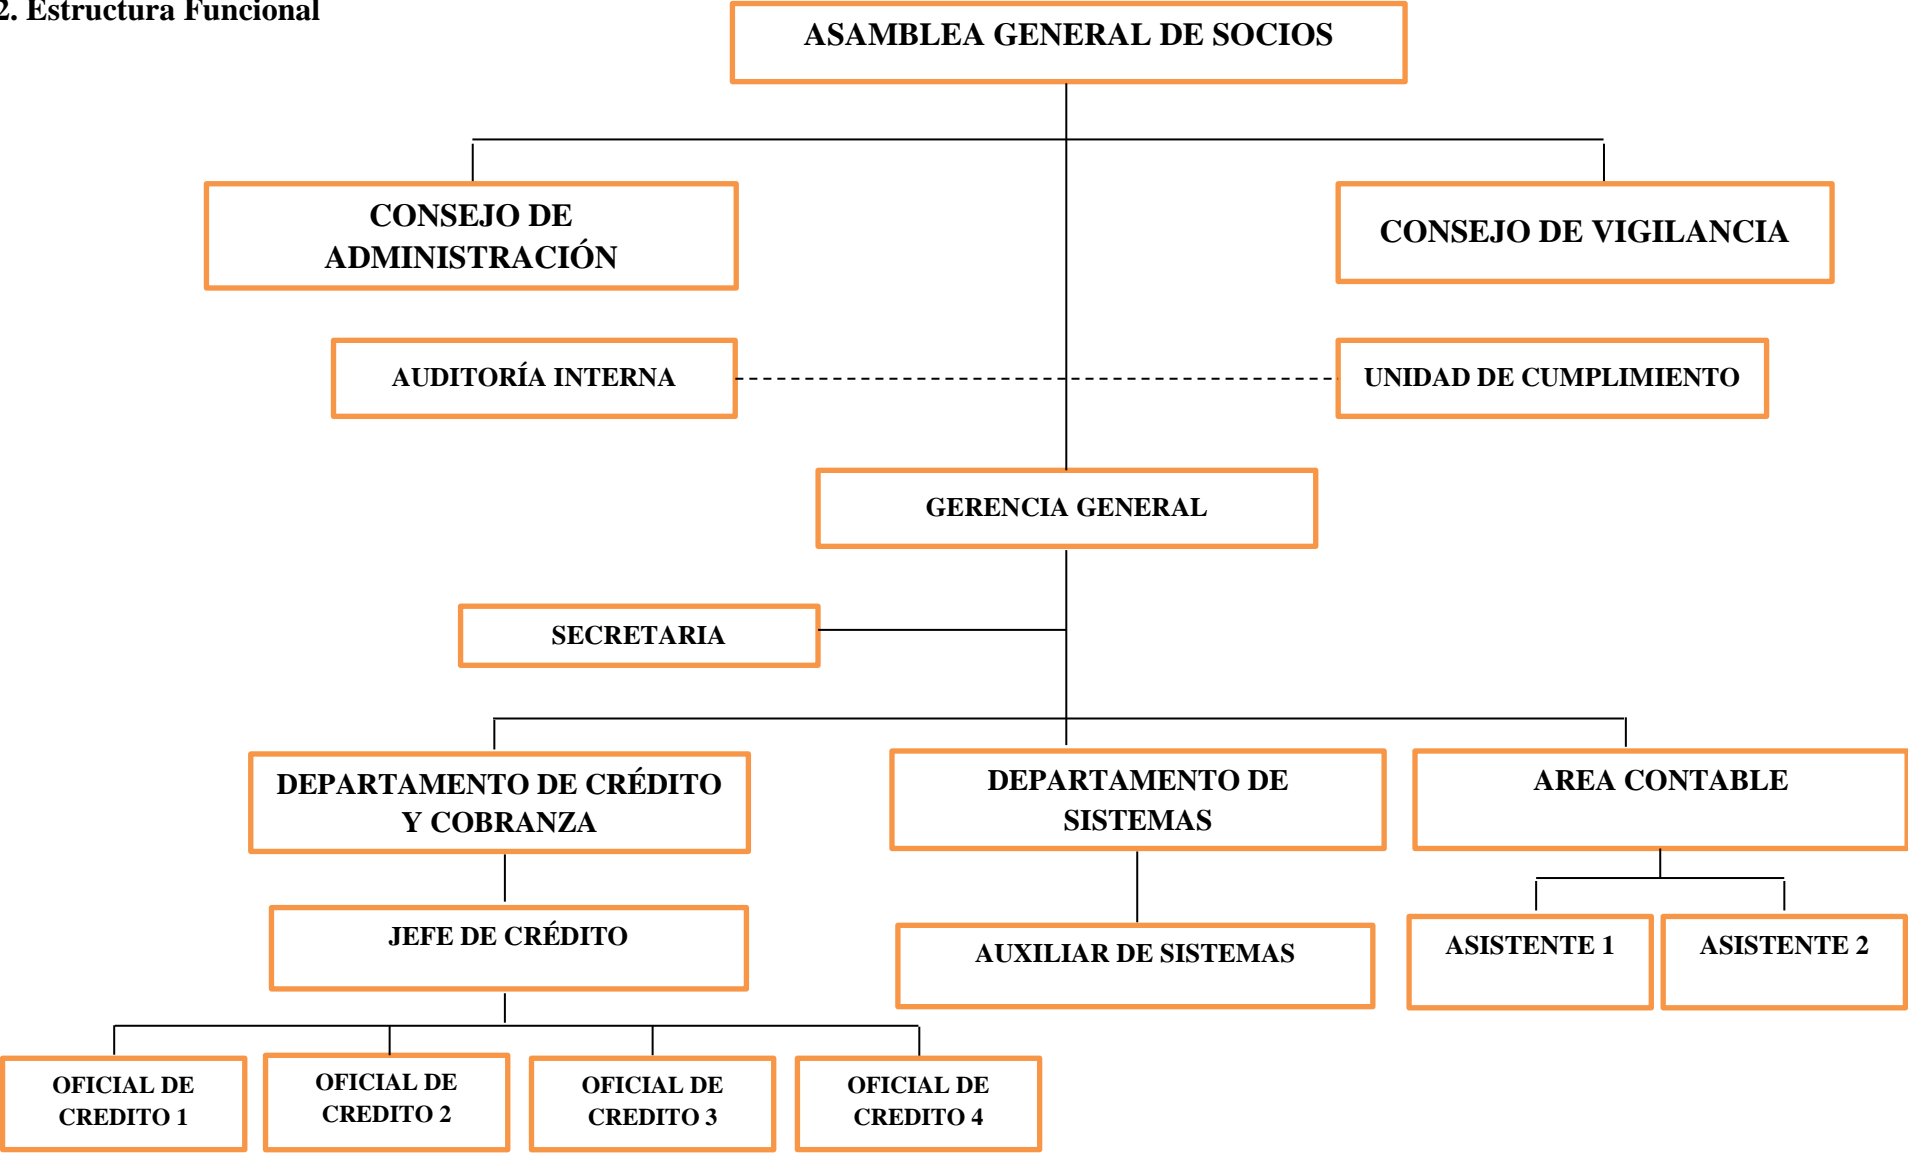 2. Estructura Funcional
ASAMBLEA GENERAL DE SOCIOS
CONSEJO DE
ADMINISTRACIÓN
CONSEJO DE VIGILANCIA
AUDITORÍA INTERNA
UNIDAD DE CUMPLIMIENTO
GERENCIA GENERAL
SECRETARIA
DEPARTAMENTO DE CRÉDITO
Y COBRANZA
DEPARTAMENTO DE
SISTEMAS
AREA CONTABLE
JEFE DE CRÉDITO
AUXILIAR DE SISTEMAS
ASISTENTE 1
ASISTENTE 2
OFICIAL DE
CREDITO 1
OFICIAL DE
CREDITO 2
OFICIAL DE
CREDITO 3
OFICIAL DE
CREDITO 4